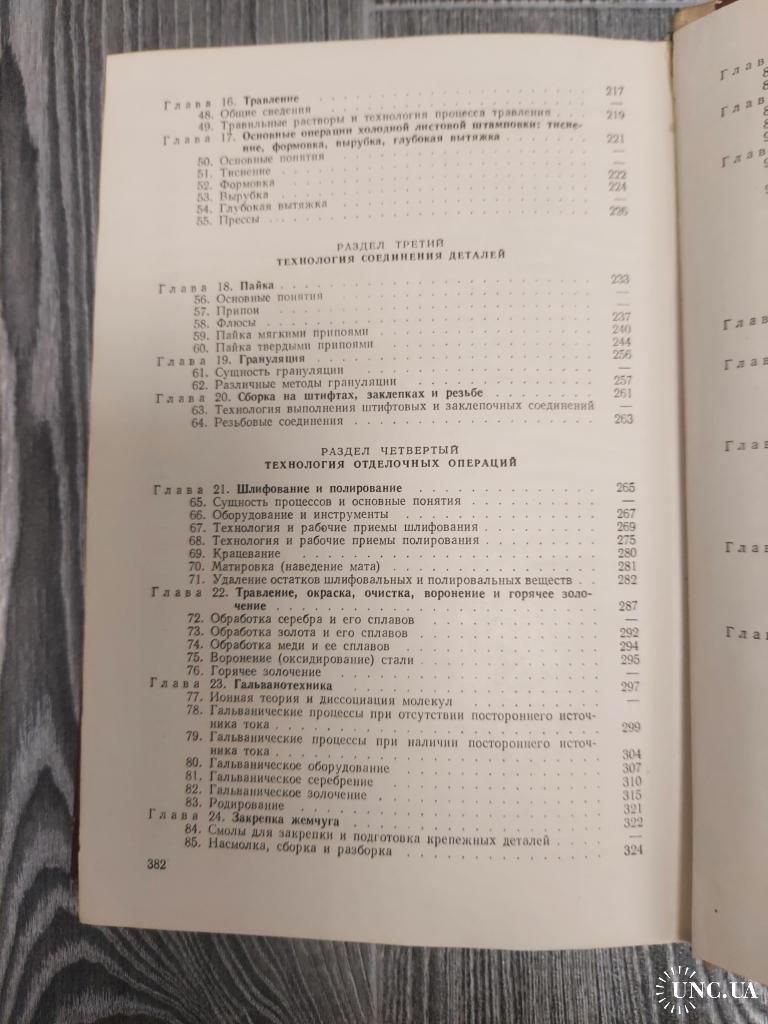 Глава 16. Травление . . . 217
48. Общие сведения . . . —
49. Травильные растворы и технология процесса травления . . . 219
Глава 17. Основные операции холодной листовой штамповки: тисне-
ние, формовка, вырубка, глубокая вытяжка . . . 221
50. Основные понятия . . . —
51. Тиснение . . . —
52. Формовка . . . 222
53. Вырубка . . . 224
54. Глубокая вытяжка . . . —
55. Прессы . . . 226
РАЗДЕЛ ТРЕТИЙ
ТЕХНОЛОГИЯ СОЕДИНЕНИЯ ДЕТАЛЕЙ
Глава 18. Пайка . . . 233
56. Основные понятия . . . —
57. Припои . . . —
58. Флюсы . . . 237
59. Пайка мягкими припоями . . . 240
60. Пайка твердыми припоями . . . 244
Глава 19. Грануляция . . . 256
61. Сущность грануляции . . . —
62. Различные методы грануляции . . . 257
Глава 20. Сборка на штифтах, заклепках и резьбе . . . 261
63. Технология выполнения штифтовых и заклепочных соединений —
64. Резьбовые соединения . . . 263
РАЗДЕЛ ЧЕТВЕРТЫЙ
ТЕХНОЛОГИЯ ОТДЕЛОЧНЫХ ОПЕРАЦИЙ
Глава 21. Шлифование и полирование . . . 265
65. Сущность процессов и основные понятия . . . —
66. Оборудование и инструменты . . . 267
67. Технология и рабочие приемы шлифования . . . 269
68. Технология и рабочие приемы полирования . . . 275
69. Крацевание . . . 280
70. Матировка (наведение мата) . . . 281
71. Удаление остатков шлифовальных и полировальных веществ . . 282
Глава 22. Травление, окраска, очистка, воронение и горячее золо-
чение . . . 287
72. Обработка серебра и его сплавов . . . —
73. Обработка золота и его сплавов . . . 292
74. Обработка меди и ее сплавов . . . 294
75. Воронение (оксидирование) стали . . . 295
76. Горячее золочение . . . —
Глава 23. Гальванотехника . . . 297
77. Ионная теория и диссоциация молекул . . . —
78. Гальванические процессы при отсутствии постороннего источ-
ника тока . . . 299
79. Гальванические процессы при наличии постороннего источ-
ника тока . . . 304
80. Гальваническое оборудование . . . 307
81. Гальваническое серебрение . . . 310
82. Гальваническое золочение . . . 315
83. Родирование . . . 321
Глава 24. Закрепка жемчуга . . . 322
84. Смолы для закрепки и подготовка крепежных деталей . . . —
85. Насмолка, сборка и разборка . . . 324
382
Глав
Глав
Глав
Глава
Глава
Глава
Глава
Глава
UNC.UA